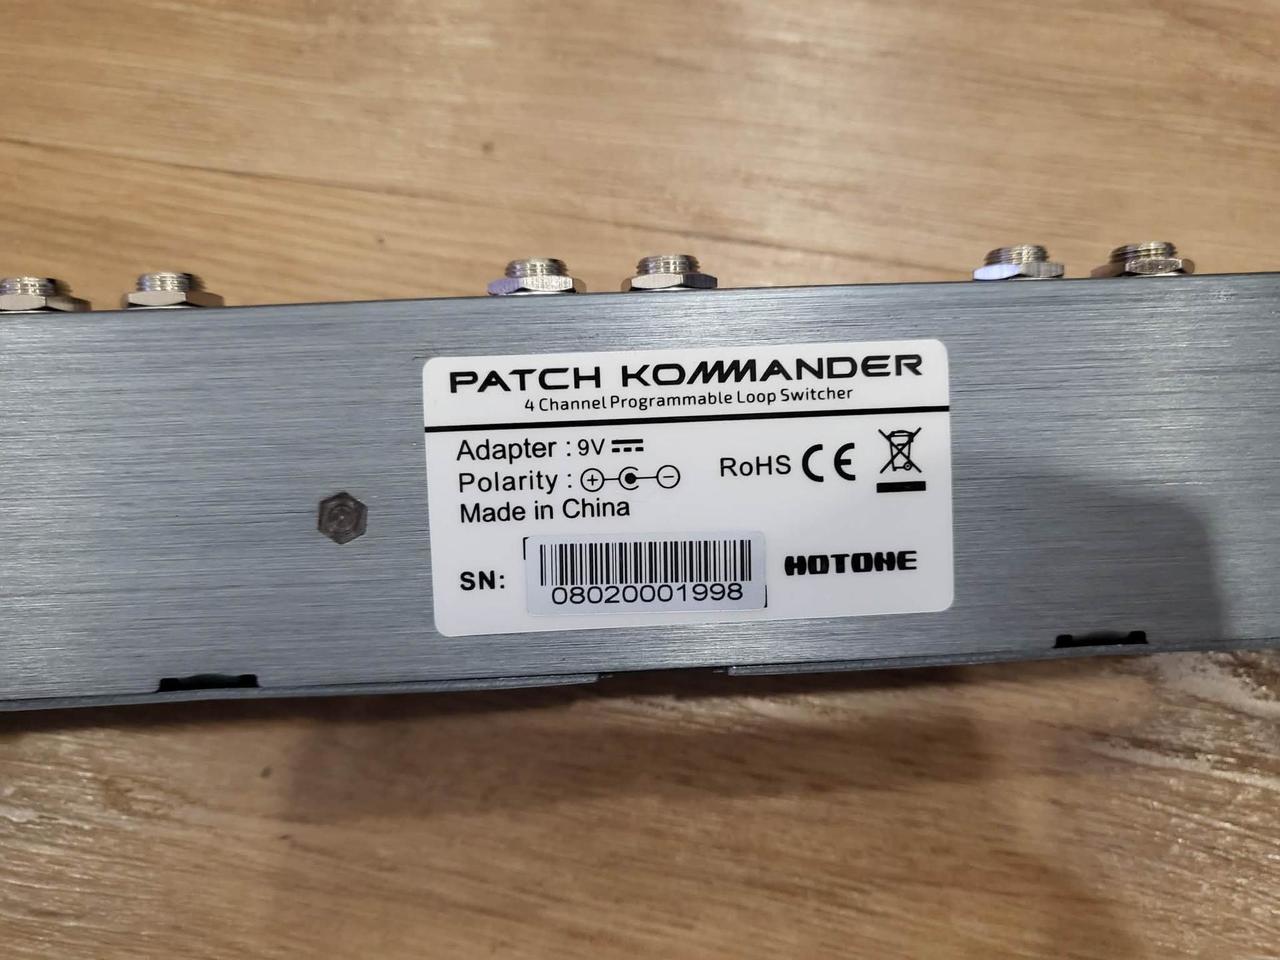 PATCH KOMMANDER
4 Channel Programmable Loop Switcher
Adapter : 9V
Polarity :
Made in China
RoHS CE
SN: 08020001998
HOTONE